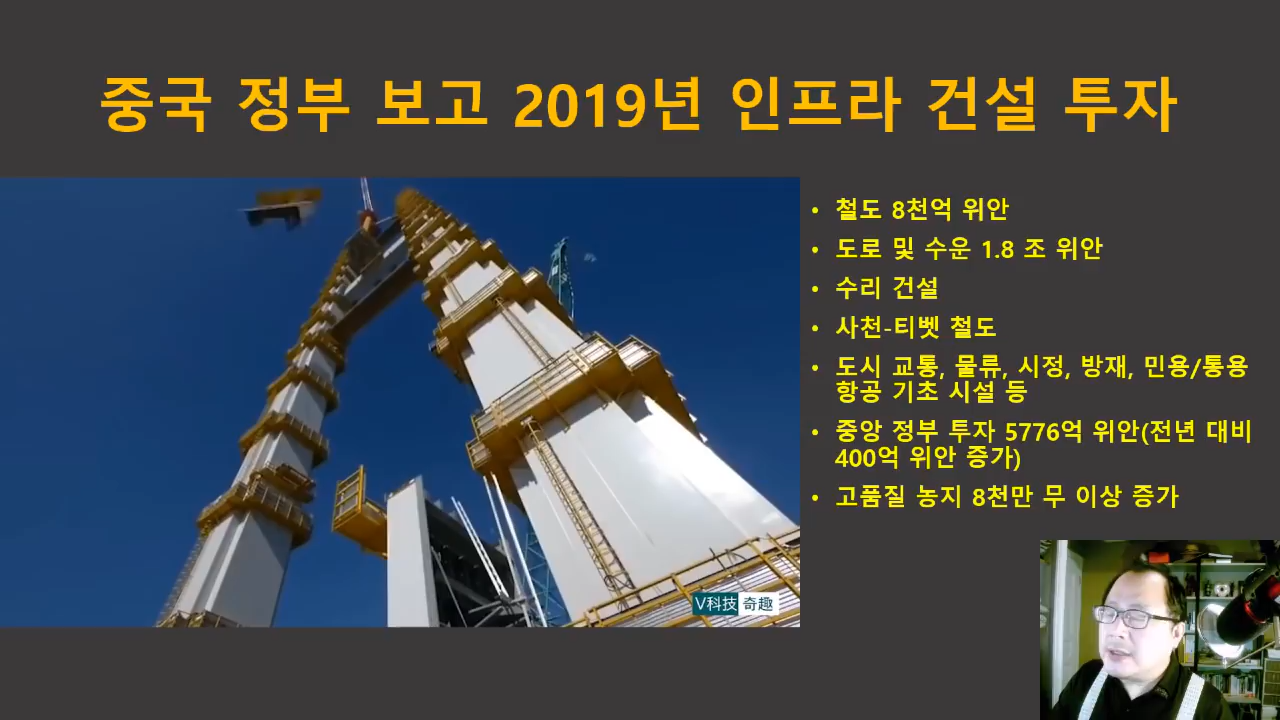 중국 정부 보고 2019년 인프라 건설 투자
• 철도 8천억 위안
• 도로 및 수운 1.8 조 위안
• 수리 건설
• 사천-티벳 철도
• 도시 교통, 물류, 시정, 방재, 민용/통용
항공 기초 시설 등
• 중앙 정부 투자 5776억 위안(전년 대비
400억 위안 증가)
• 고품질 농지 8천만 무 이상 증가
V科技 奇趣